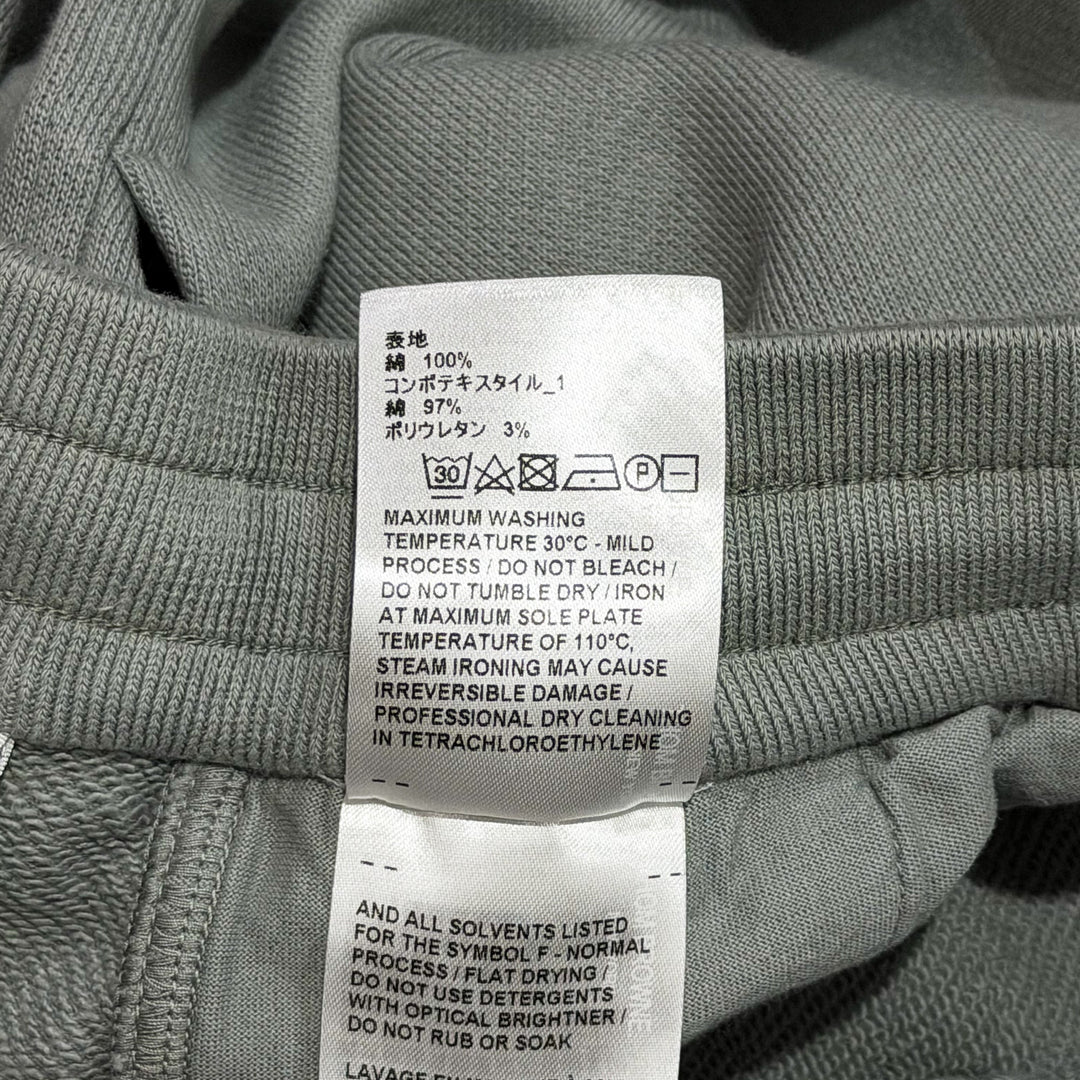 表地
綿 100%
コンポテキスタイル_1
綿 97%
ポリウレタン 3%
30 P
MAXIMUM WASHING
TEMPERATURE 30°C - MILD
PROCESS / DO NOT BLEACH /
DO NOT TUMBLE DRY / IRON
AT MAXIMUM SOLE PLATE
TEMPERATURE OF 110°C,
STEAM IRONING MAY CAUSE
IRREVERSIBLE DAMAGE /
PROFESSIONAL DRY CLEANING
IN TETRACHLOROETHYLENE
AND ALL SOLVENTS LISTED
FOR THE SYMBOL F - NORMAL
PROCESS / FLAT DRYING /
DO NOT USE DETERGENTS
WITH OPTICAL BRIGHTNER /
DO NOT RUB OR SOAK
LAVAGE